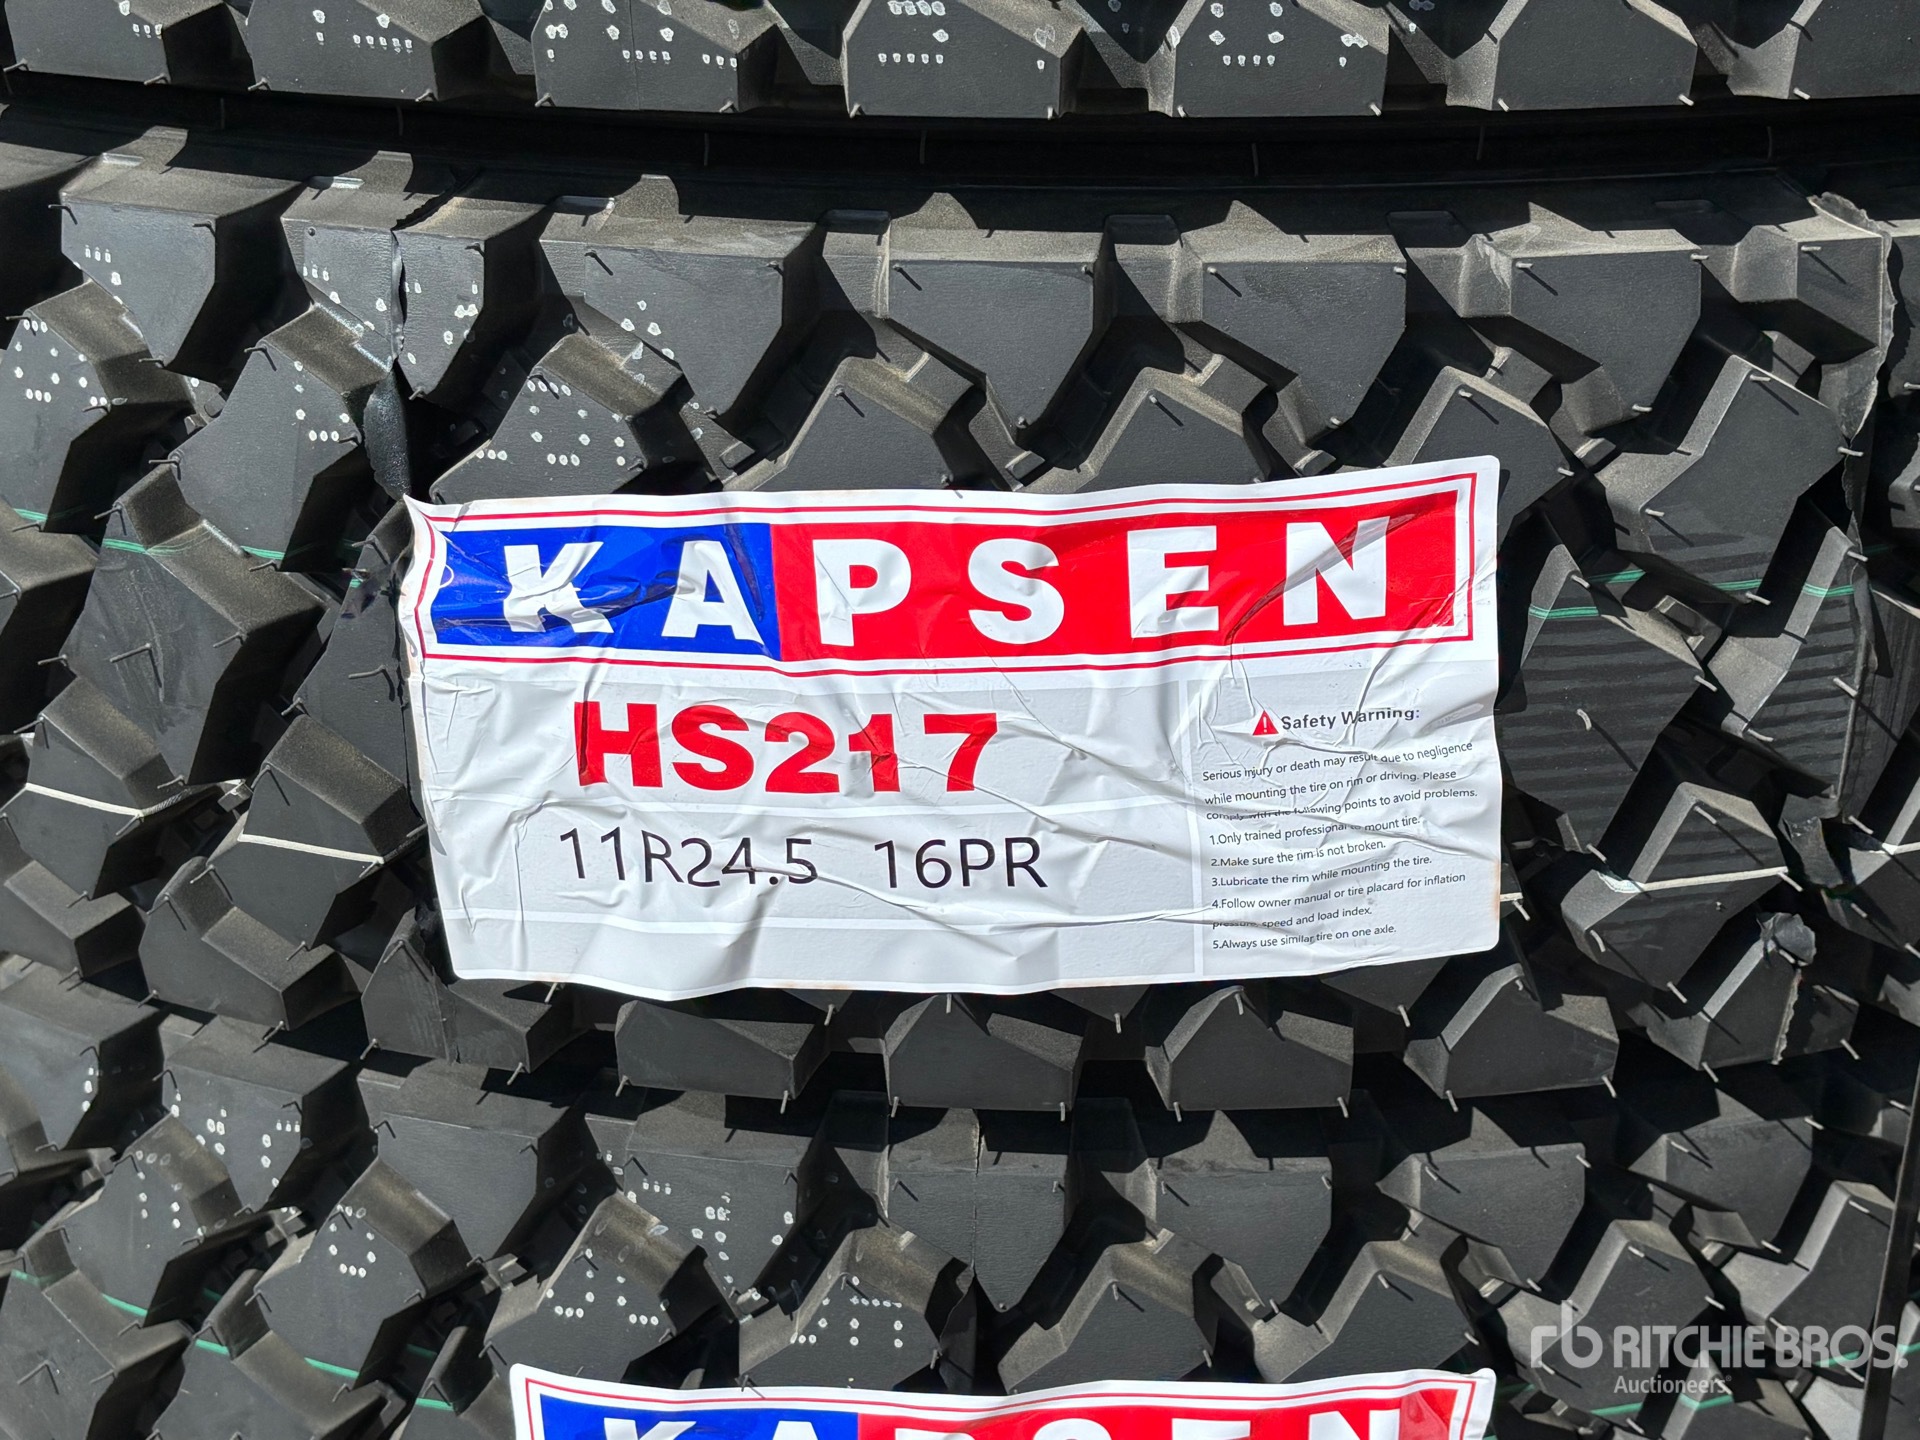 KAPSEN
HS217
11R24.5 16PR
Safety Warning:
Serious injury or death may result due to negligence
while mounting the tire on rim or driving. Please
comply with the following points to avoid problems.
1.Only trained professional to mount tire.
2.Make sure the rim is not broken.
3.Lubricate the rim while mounting the tire.
4.Follow owner manual or tire placard for inflation
pressure, speed and load index.
5.Always use similar tire on one axle.
rb RITCHIE BROS.
Auctioneers
KAPSEN